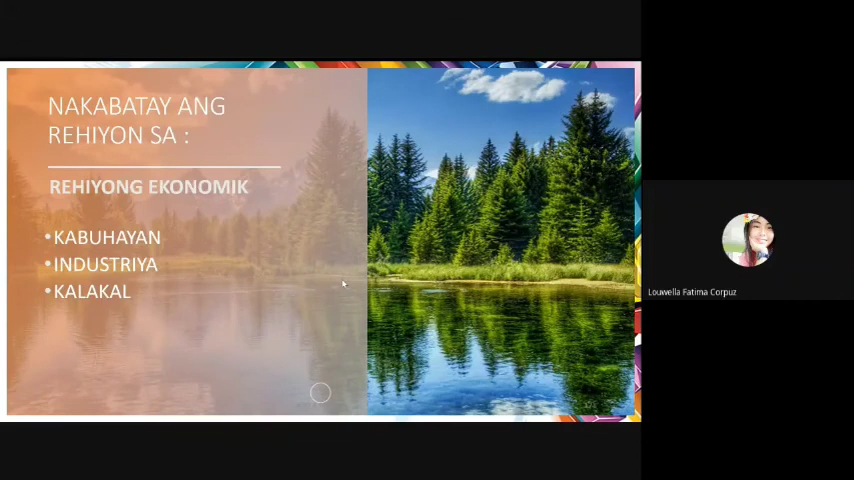 NAKABATAY ANG
REHIYON SA :
REHIYONG EKONOMIK
•KABUHAYAN
•INDUSTRIYA
•KALAKAL
Louwella Fatima Corpuz